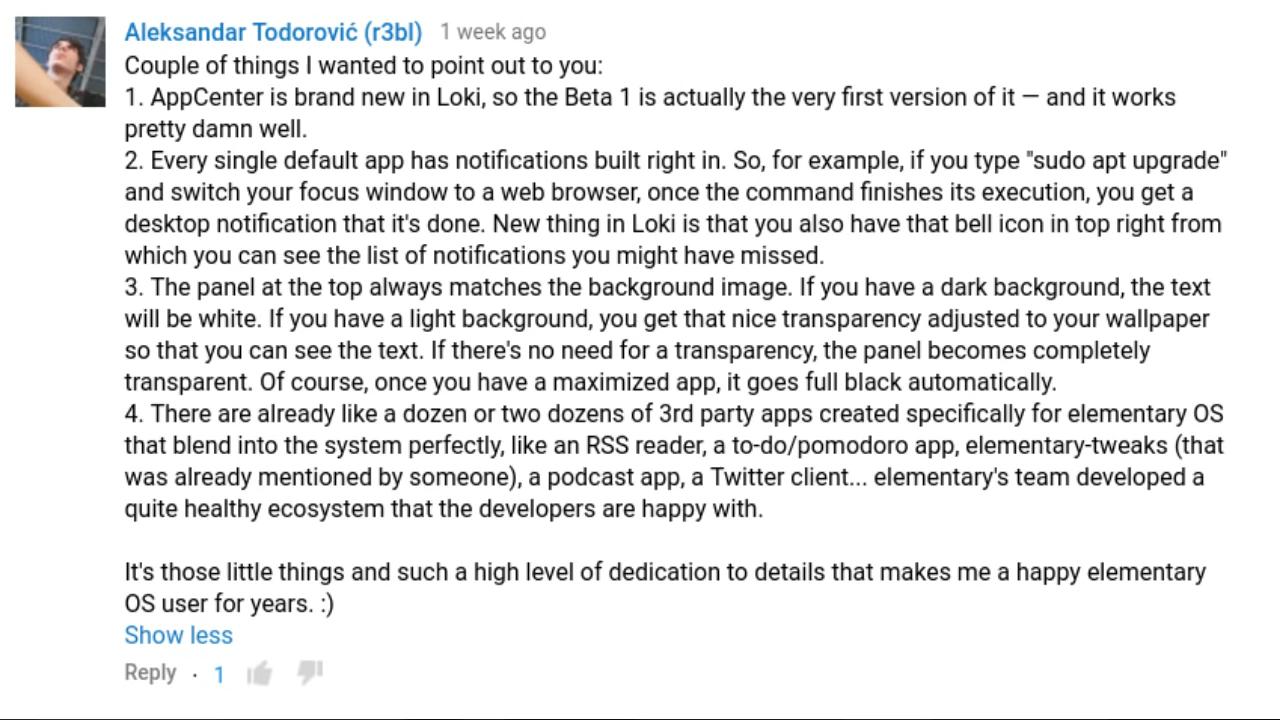 Aleksandar Todorović (r3bl) 1 week ago
Couple of things I wanted to point out to you:
1. AppCenter is brand new in Loki, so the Beta 1 is actually the very first version of it — and it works
pretty damn well.
2. Every single default app has notifications built right in. So, for example, if you type "sudo apt upgrade"
and switch your focus window to a web browser, once the command finishes its execution, you get a
desktop notification that it's done. New thing in Loki is that you also have that bell icon in top right from
which you can see the list of notifications you might have missed.
3. The panel at the top always matches the background image. If you have a dark background, the text
will be white. If you have a light background, you get that nice transparency adjusted to your wallpaper
so that you can see the text. If there's no need for a transparency, the panel becomes completely
transparent. Of course, once you have a maximized app, it goes full black automatically.
4. There are already like a dozen or two dozens of 3rd party apps created specifically for elementary OS
that blend into the system perfectly, like an RSS reader, a to-do/pomodoro app, elementary-tweaks (that
was already mentioned by someone), a podcast app, a Twitter client... elementary's team developed a
quite healthy ecosystem that the developers are happy with.
It's those little things and such a high level of dedication to details that makes me a happy elementary
OS user for years. :)
Show less
Reply · 1